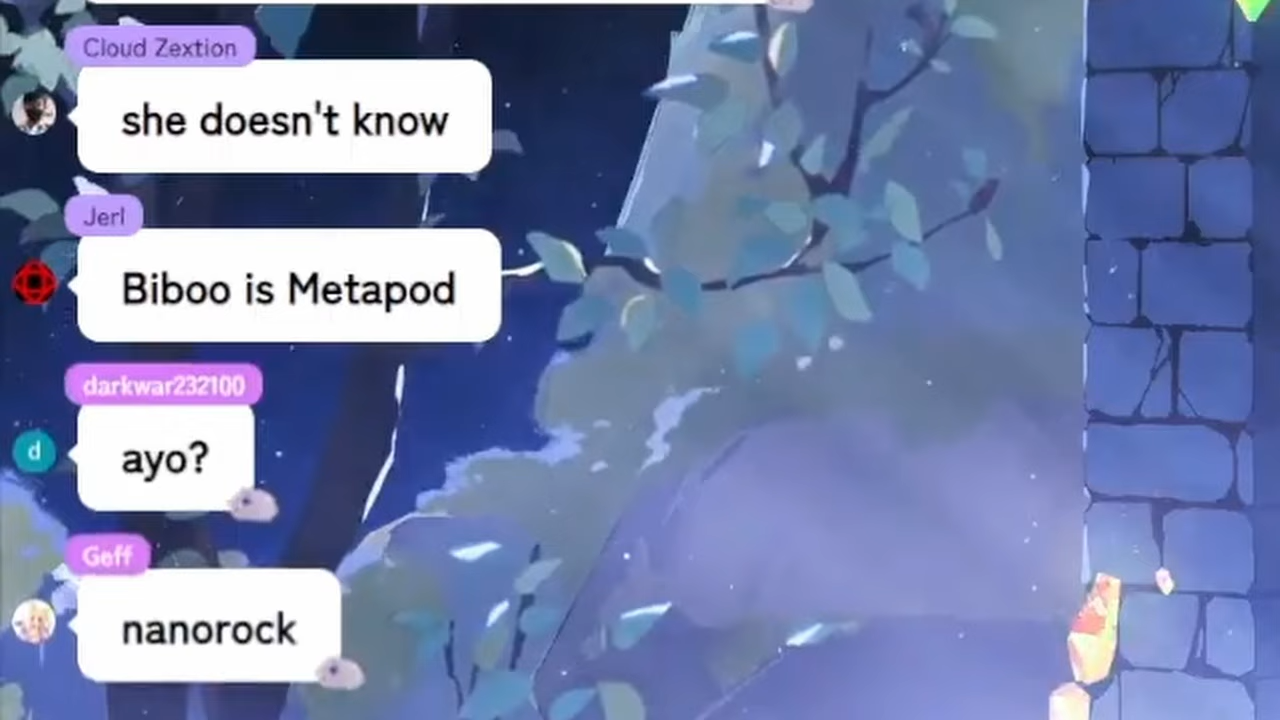 Cloud Zextion
she doesn't know
Jerl
Biboo is Metapod
darkwar232100
ayo?
d
Geff
nanorock